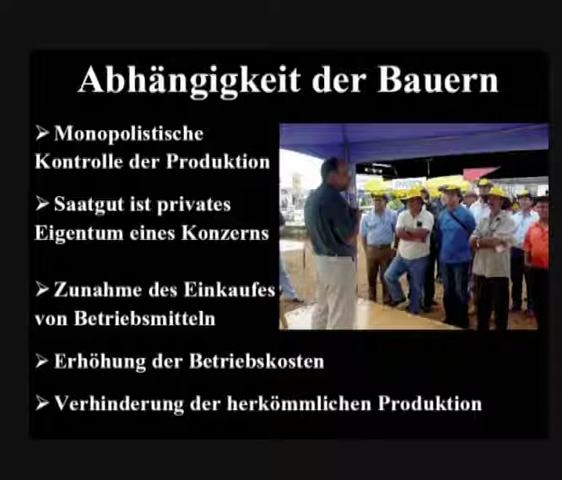 Abhängigkeit der Bauern
➢ Monopolistische
Kontrolle der Produktion
➢ Saatgut ist privates
Eigentum eines Konzerns
➢ Zunahme des Einkaufes
von Betriebsmitteln
➢ Erhöhung der Betriebskosten
➢ Verhinderung der herkömmlichen Produktion